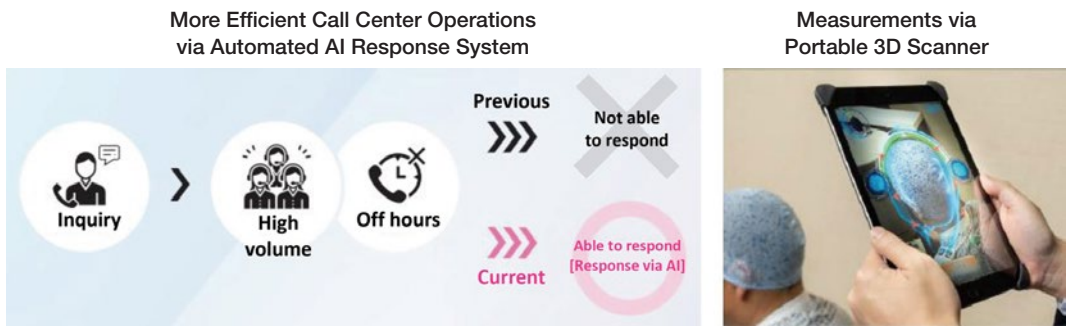 More Efficient Call Center Operations
via Automated AI Response System
Measurements via
Portable 3D Scanner
Inquiry
High
volume
Off hours
Previous
Not able
to respond
Current
Able to respond
[Response via AI]